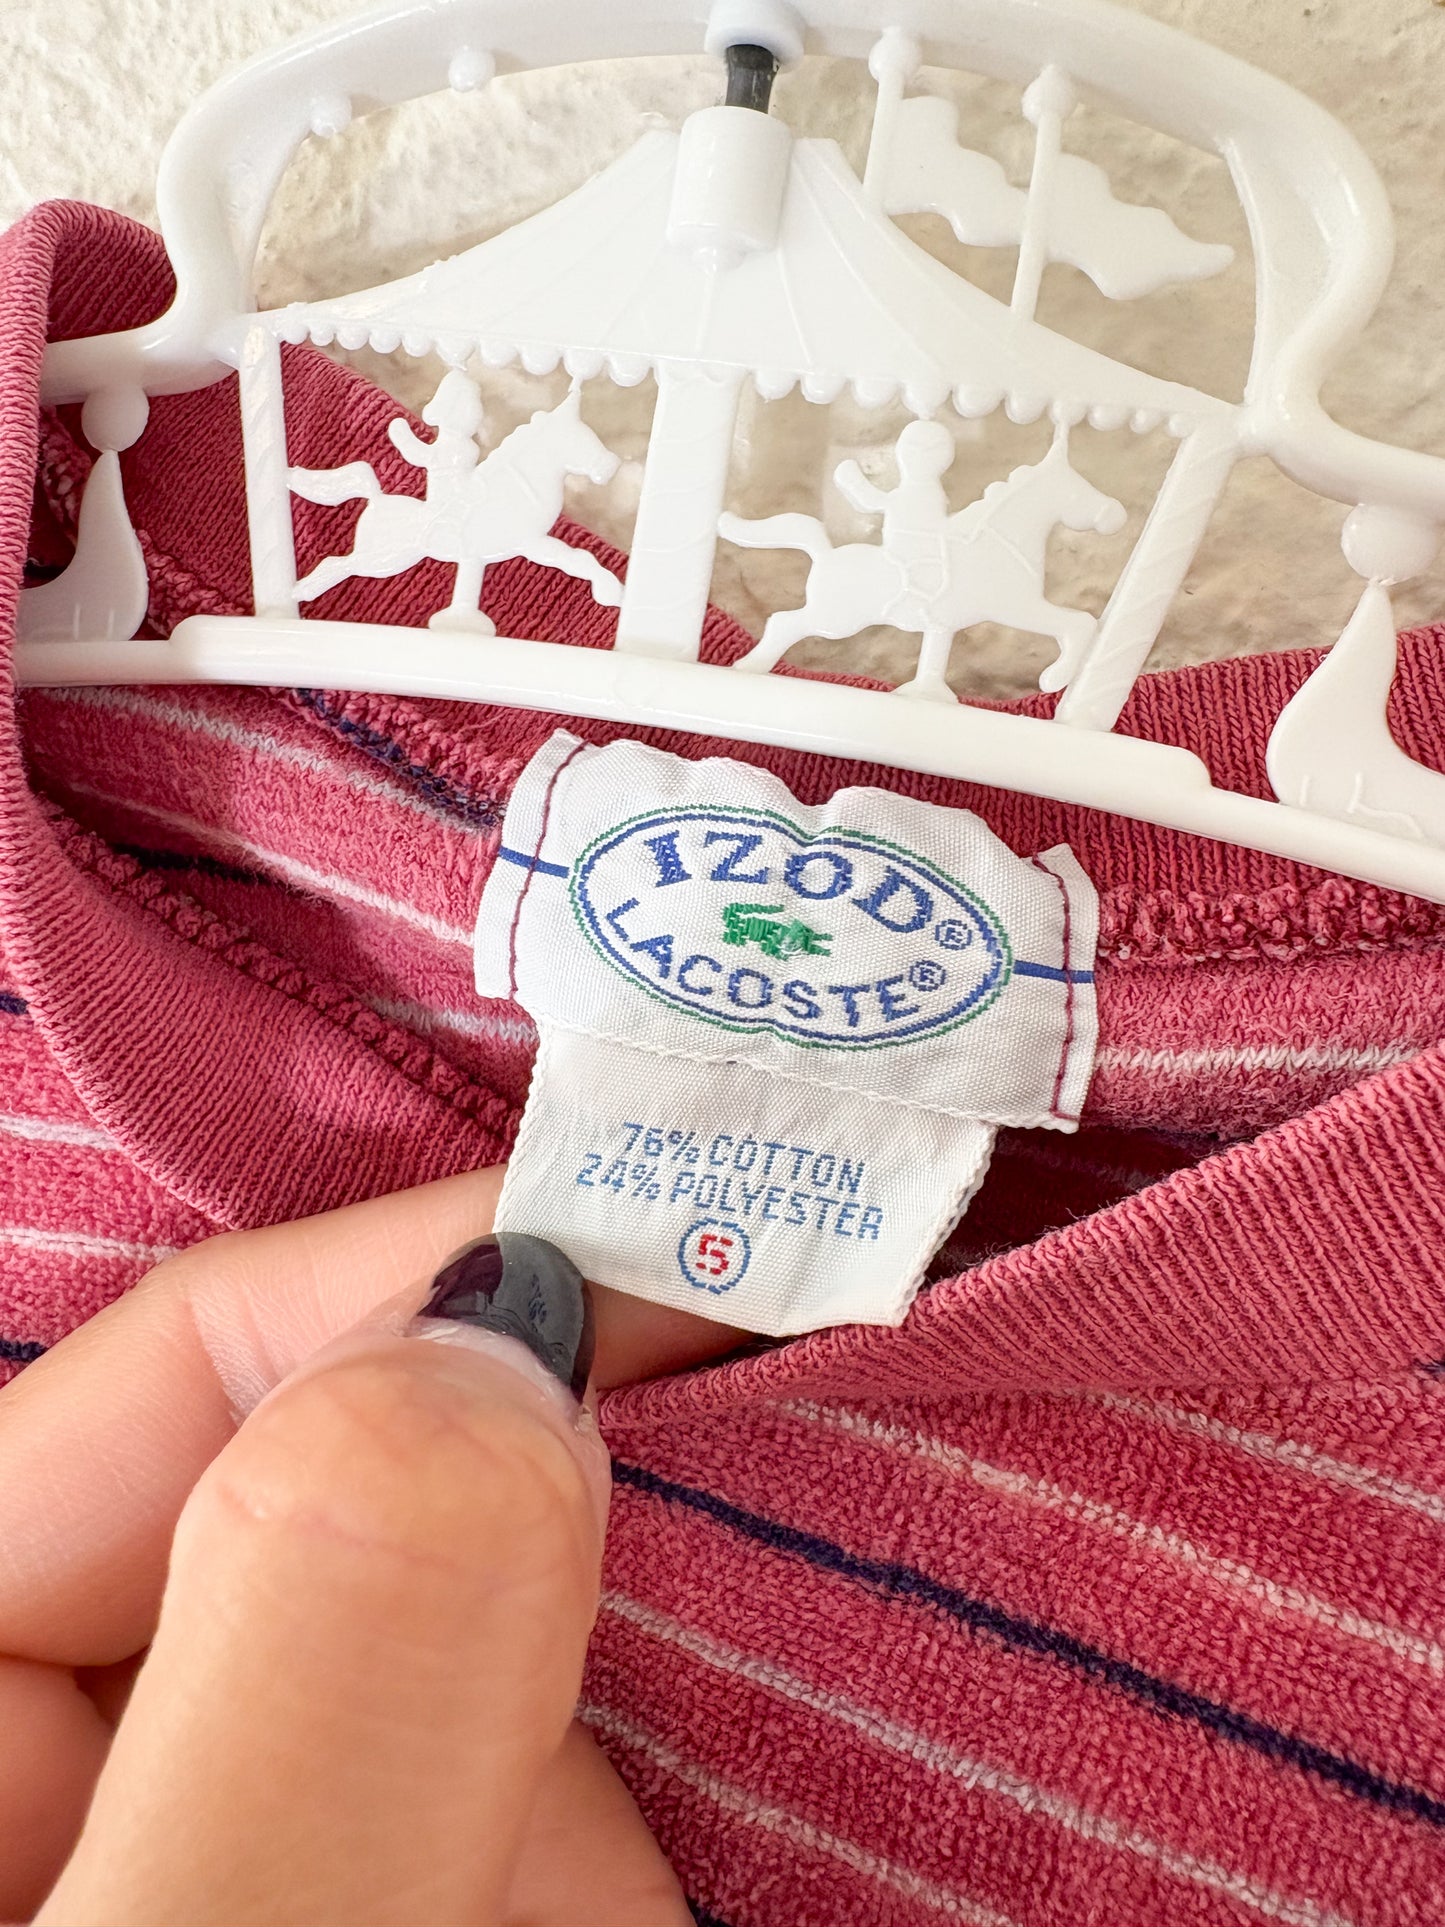 IZOD®
LACOSTE®
76% COTTON
24% POLYESTER
5